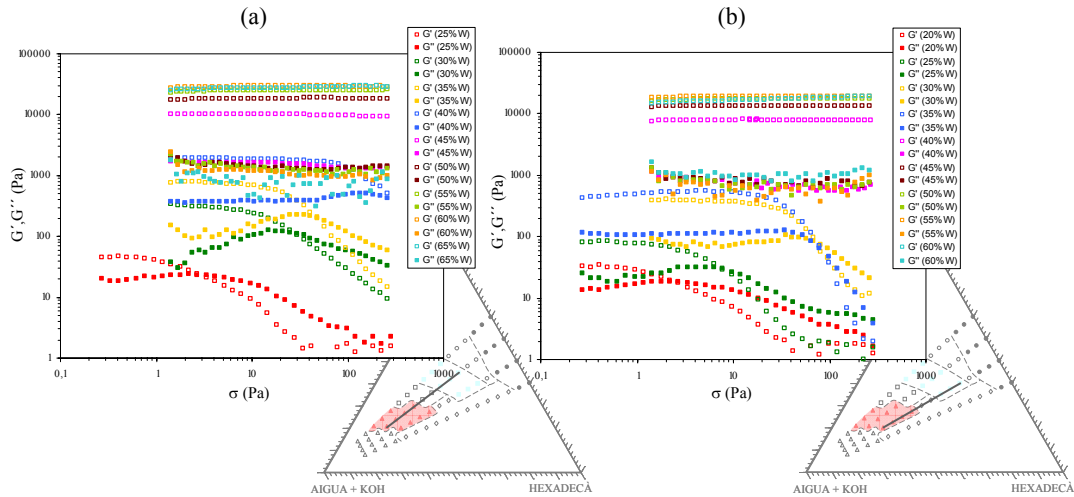 (a)
G' (25%W)
G'' (25%W)
G' (30%W)
G'' (30%W)
G' (35%W)
G'' (35%W)
G' (40%W)
G'' (40%W)
G' (45%W)
G'' (45%W)
G' (50%W)
G'' (50%W)
G' (55%W)
G'' (55%W)
G' (60%W)
G'' (60%W)
G' (65%W)
G'' (65%W)
100000
10000
1000
100
10
1
G´,G´´ (Pa)
0,1
1
10
100
1000
σ (Pa)
AIGUA + KOH
HEXADECÀ
(b)
G' (20%W)
G'' (20%W)
G' (25%W)
G'' (25%W)
G' (30%W)
G'' (30%W)
G' (35%W)
G'' (35%W)
G' (40%W)
G'' (40%W)
G' (45%W)
G'' (45%W)
G' (50%W)
G'' (50%W)
G' (55%W)
G'' (55%W)
G' (60%W)
G'' (60%W)
100000
10000
1000
100
10
1
G´,G´´ (Pa)
0,1
1
10
100
1000
σ (Pa)
AIGUA + KOH
HEXADECÀ